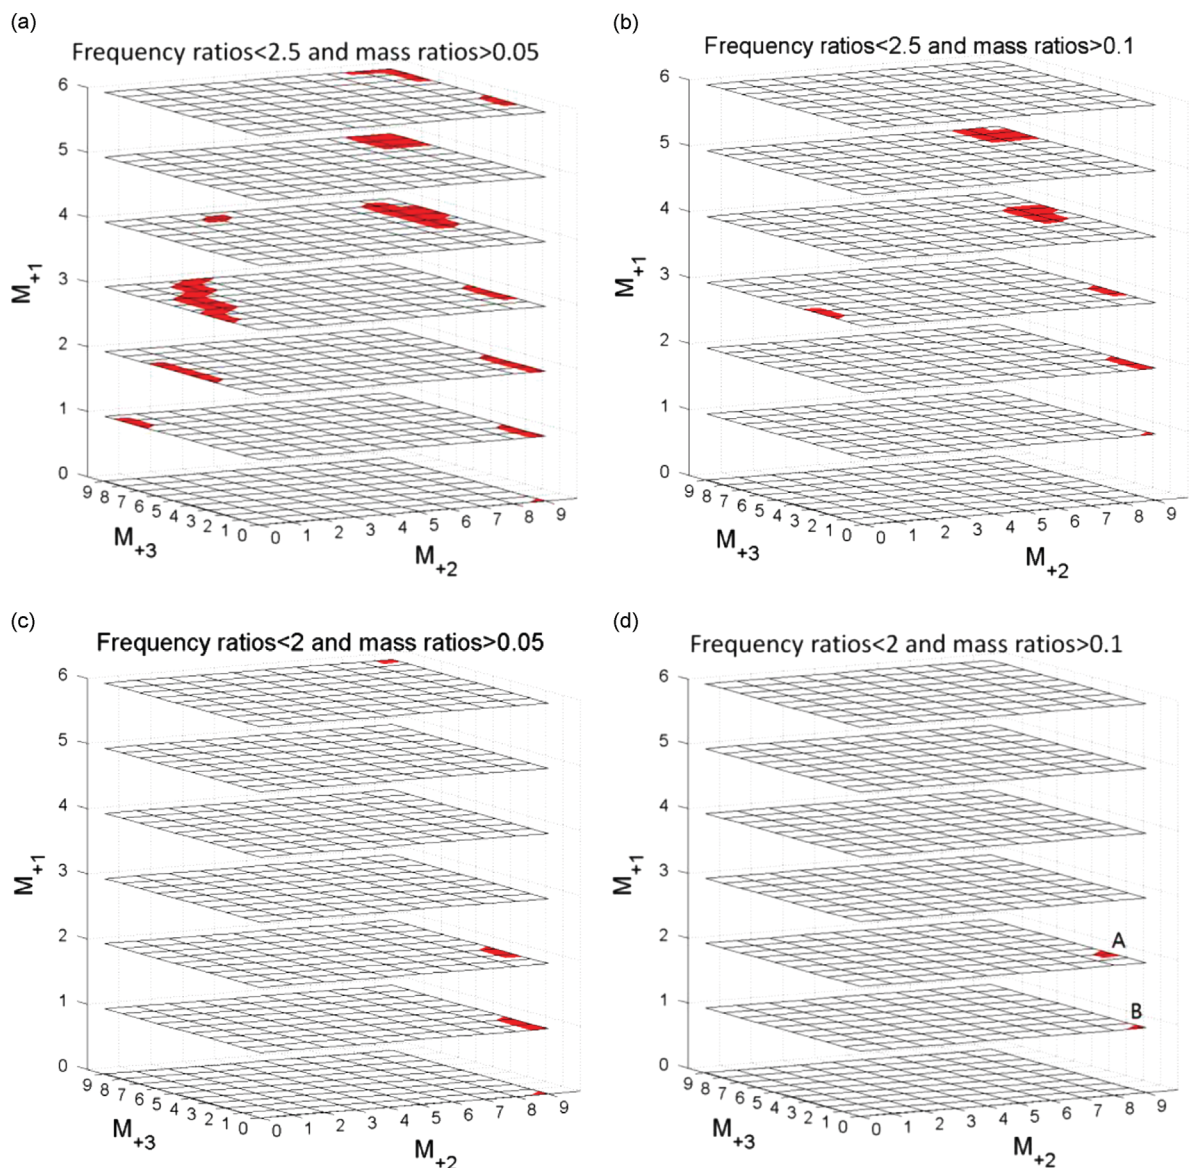 (a)
Frequency ratios<2.5 and mass ratios>0.05
6
5
4
3
2
1
0
M+1
9 8 7 6 5 4 3 2 1 0
M+3
0 1 2 3 4 5 6 7 8 9
M+2
(b)
Frequency ratios<2.5 and mass ratios>0.1
6
5
4
3
2
1
0
M+1
9 8 7 6 5 4 3 2 1 0
M+3
0 1 2 3 4 5 6 7 8 9
M+2
(c)
Frequency ratios<2 and mass ratios>0.05
6
5
4
3
2
1
0
M+1
9 8 7 6 5 4 3 2 1 0
M+3
0 1 2 3 4 5 6 7 8 9
M+2
(d)
Frequency ratios<2 and mass ratios>0.1
6
5
4
3
2
1
0
M+1
A
B
9 8 7 6 5 4 3 2 1 0
M+3
0 1 2 3 4 5 6 7 8 9
M+2